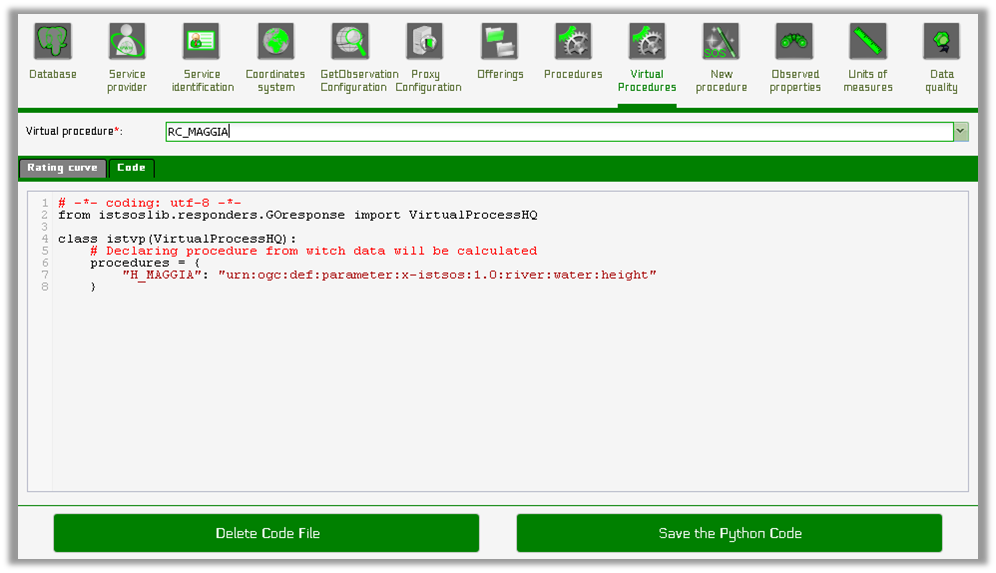 Database
Service provider
Service identification
Coordinates system
GetObservation Configuration
Proxy Configuration
Offerings
Procedures
Virtual Procedures
SOS
New procedure
Observed properties
Units of measures
Data quality
Virtual procedure*:
RC_MAGGIA
Rating curve
Code
1 # -*- coding: utf-8 -*-
2 from istsoslib.responders.GOresponse import VirtualProcessHQ
3
4 class istvp(VirtualProcessHQ):
5     # Declaring procedure from witch data will be calculated
6     procedures = {
7         "H_MAGGIA": "urn:ogc:def:parameter:x-istsos:1.0:river:water:height"
8     }
Delete Code File
Save the Python Code